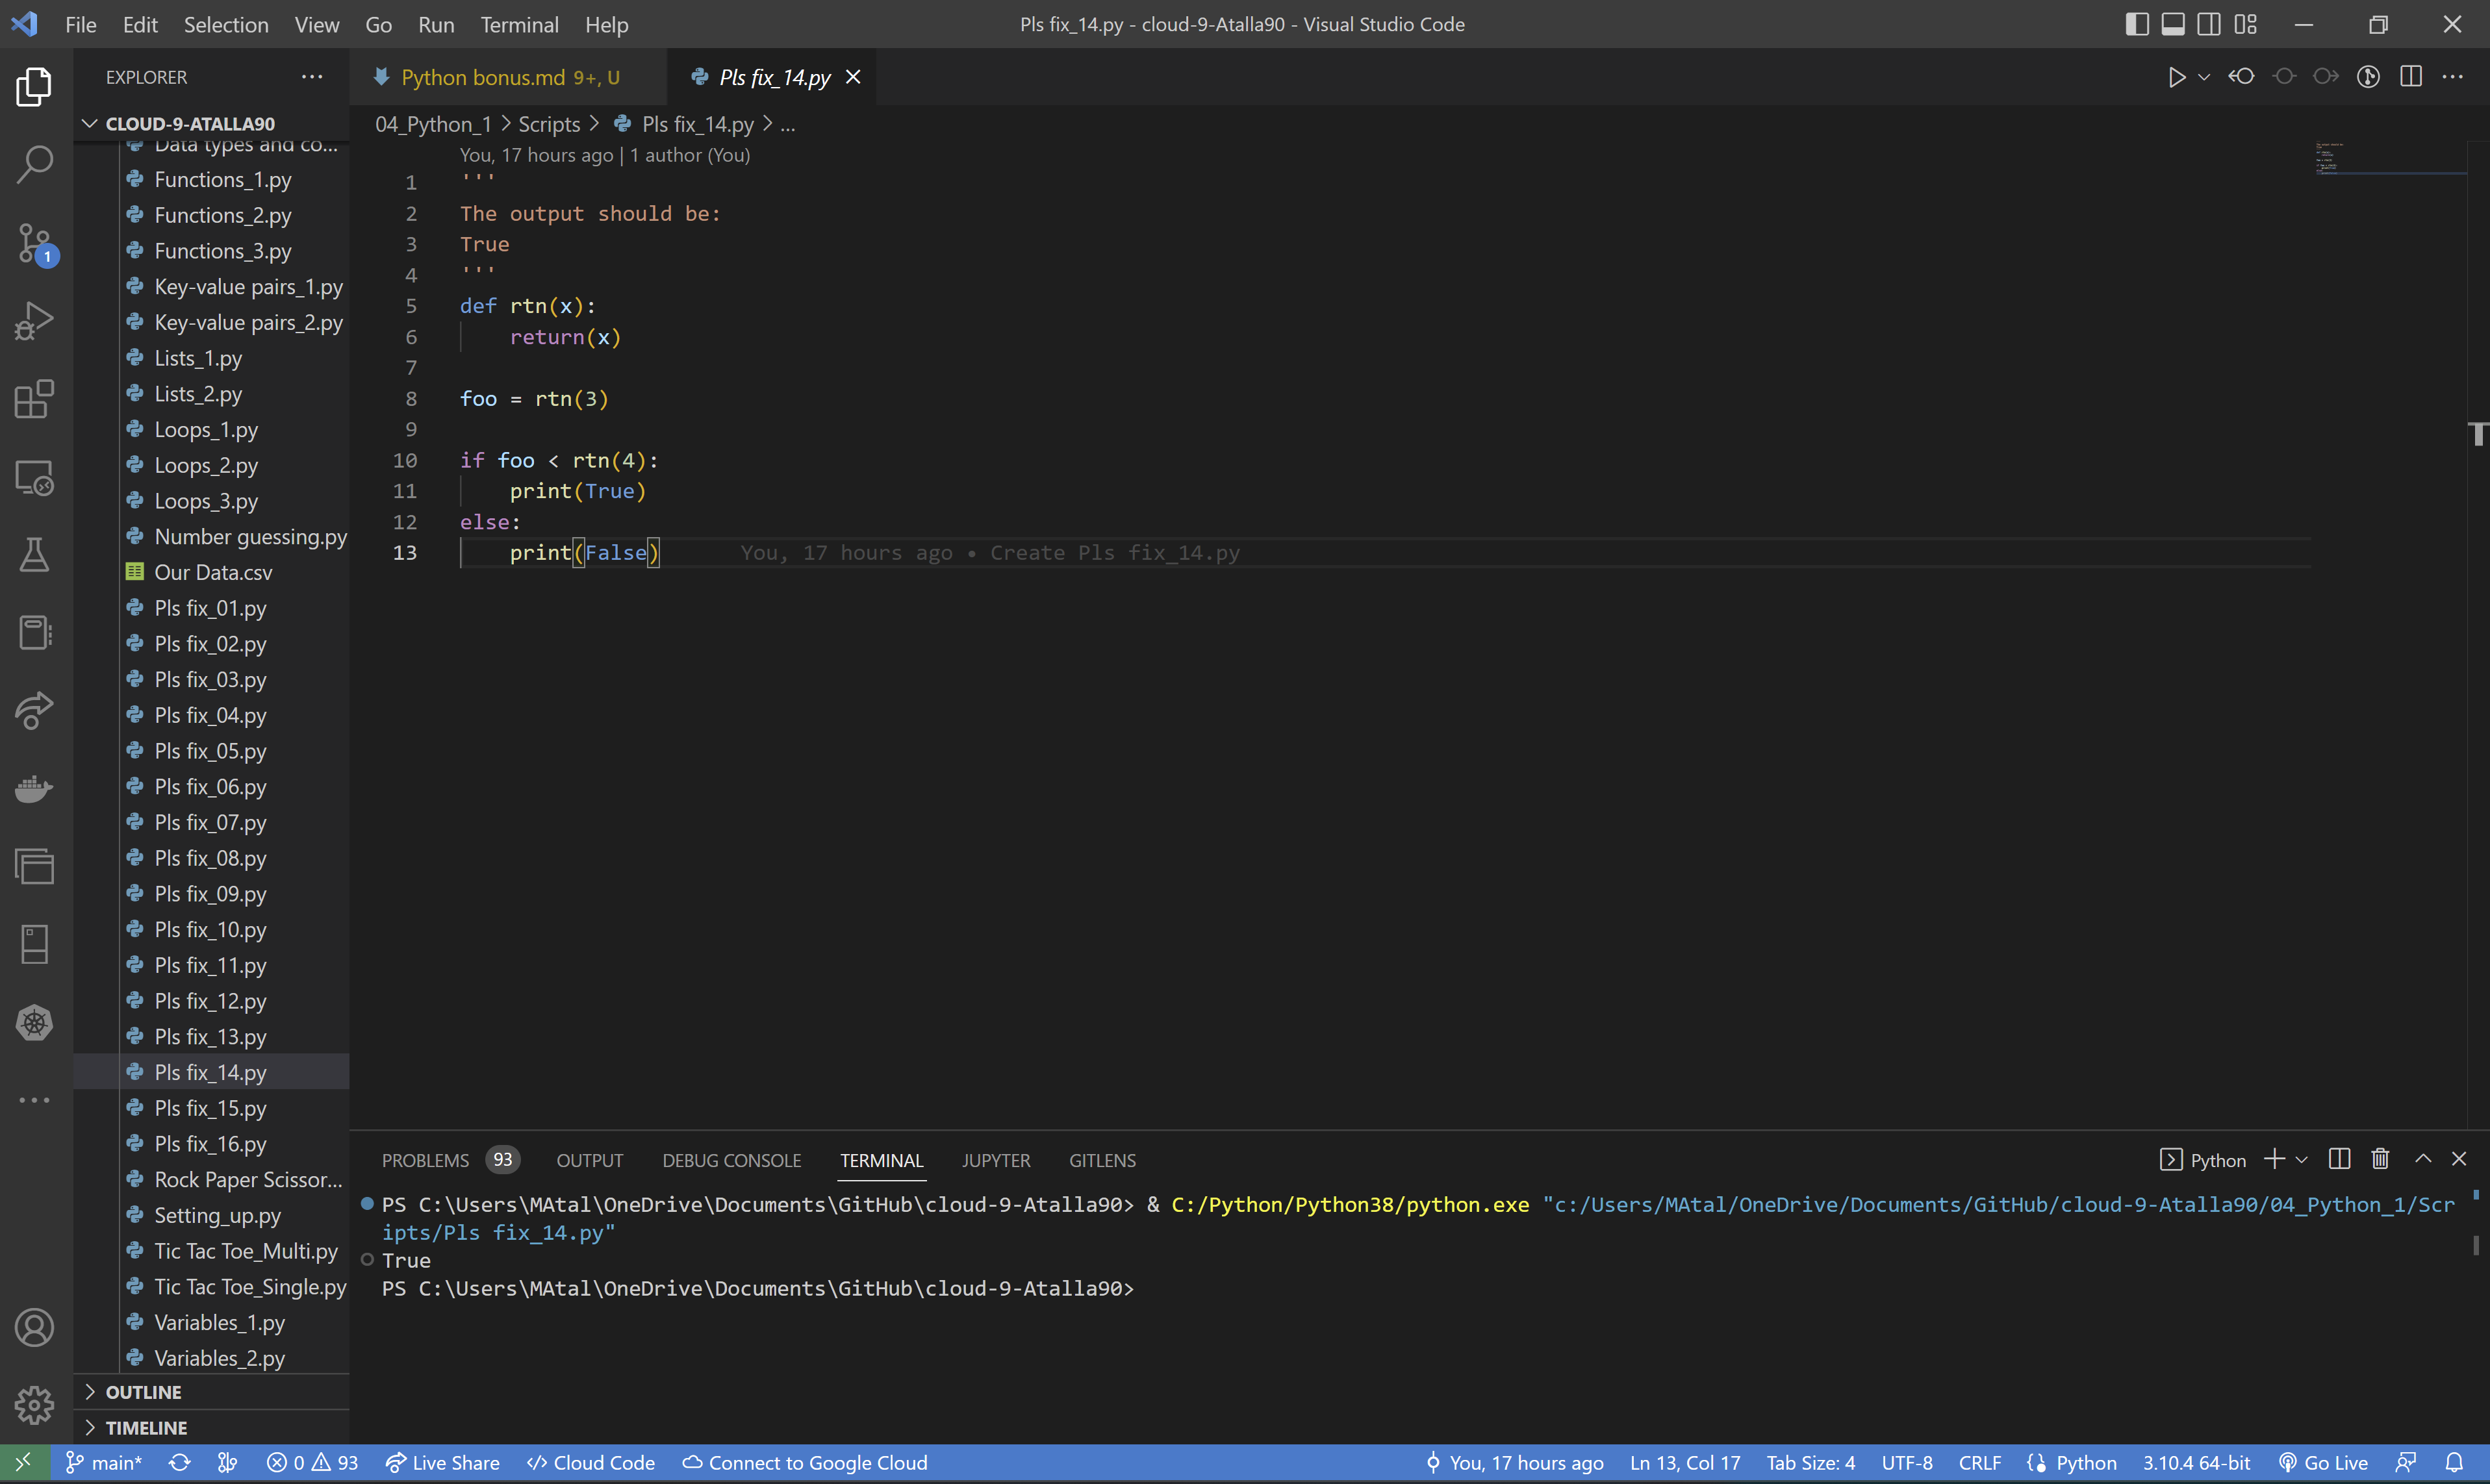 File Edit Selection View Go Run Terminal Help
Pls fix_14.py - cloud-9-Atalla90 - Visual Studio Code
EXPLORER
CLOUD-9-ATALLA90
Data types and co...
Functions_1.py
Functions_2.py
Functions_3.py
Key-value pairs_1.py
Key-value pairs_2.py
Lists_1.py
Lists_2.py
Loops_1.py
Loops_2.py
Loops_3.py
Number guessing.py
Our Data.csv
Pls fix_01.py
Pls fix_02.py
Pls fix_03.py
Pls fix_04.py
Pls fix_05.py
Pls fix_06.py
Pls fix_07.py
Pls fix_08.py
Pls fix_09.py
Pls fix_10.py
Pls fix_11.py
Pls fix_12.py
Pls fix_13.py
Pls fix_14.py
Pls fix_15.py
Pls fix_16.py
Rock Paper Scissor...
Setting_up.py
Tic Tac Toe_Multi.py
Tic Tac Toe_Single.py
Variables_1.py
Variables_2.py
OUTLINE
TIMELINE
1
Python bonus.md 9+, U
Pls fix_14.py
04_Python_1 > Scripts > Pls fix_14.py > ...
You, 17 hours ago | 1 author (You)
1 '''
2 The output should be:
3 True
4 '''
5 def rtn(x):
6 return(x)
7
8 foo = rtn(3)
9
10 if foo < rtn(4):
11 print(True)
12 else:
13 print(False) You, 17 hours ago • Create Pls fix_14.py
PROBLEMS 93 OUTPUT DEBUG CONSOLE TERMINAL JUPYTER GITLENS
Python
PS C:\Users\MAtal\OneDrive\Documents\GitHub\cloud-9-Atalla90> & C:/Python/Python38/python.exe "c:/Users/MAtal/OneDrive/Documents/GitHub/cloud-9-Atalla90/04_Python_1/Scr
ipts/Pls fix_14.py"
True
PS C:\Users\MAtal\OneDrive\Documents\GitHub\cloud-9-Atalla90>
main* 0 93 Live Share Cloud Code Connect to Google Cloud You, 17 hours ago Ln 13, Col 17 Tab Size: 4 UTF-8 CRLF Python 3.10.4 64-bit Go Live